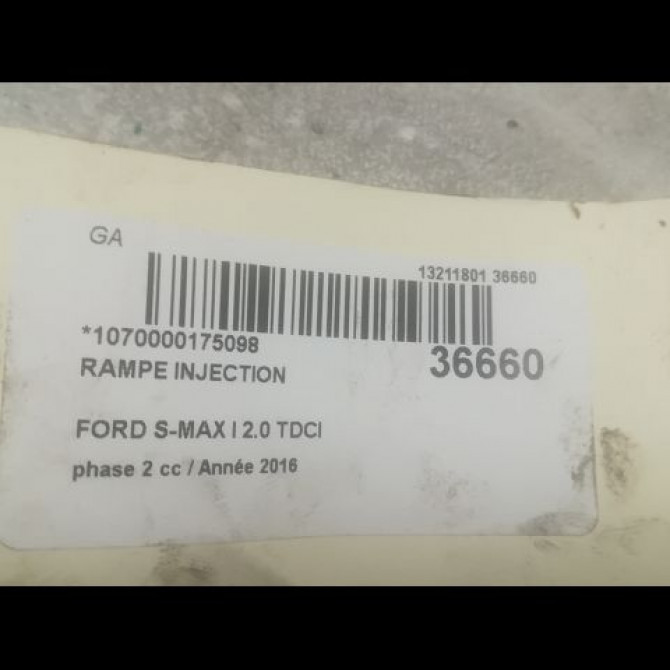 GA
13211801 36660
*1070000175098
36660
RAMPE INJECTION
FORD S-MAX I 2.0 TDCI
phase 2 cc / Année 2016